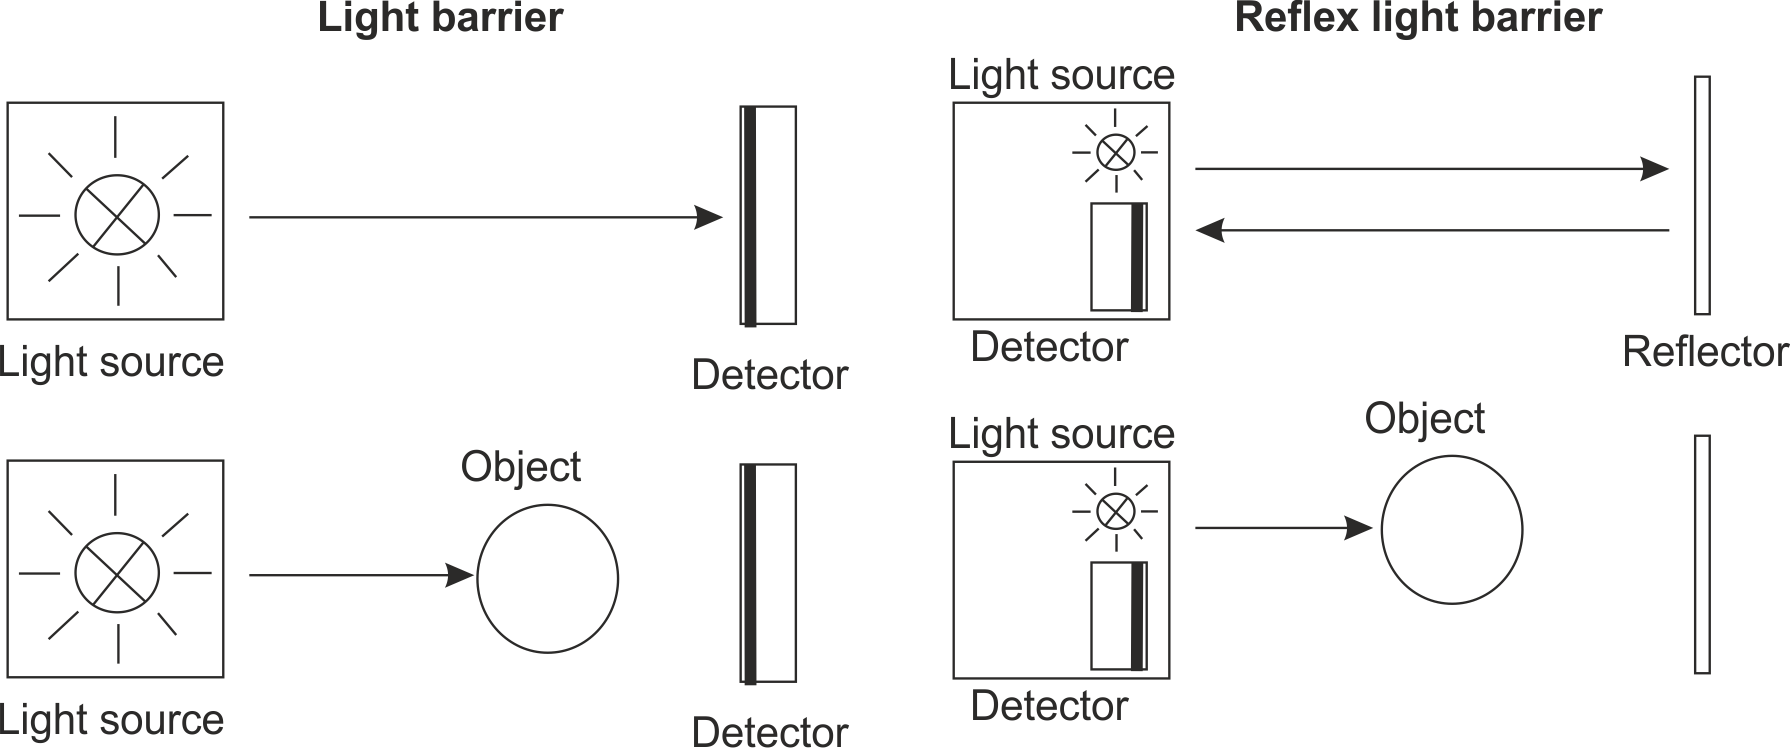 Light barrier
Light source
Detector
Object
Light source
Detector
Reflex light barrier
Light source
Detector
Reflector
Object
Light source
Detector